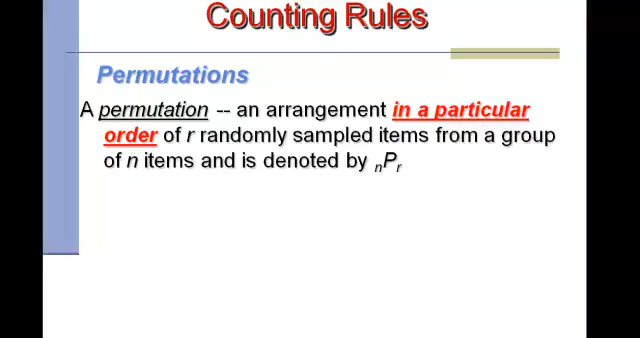 Counting Rules
Permutations
A permutation -- an arrangement in a particular
order of r randomly sampled items from a group
of n items and is denoted by nPr